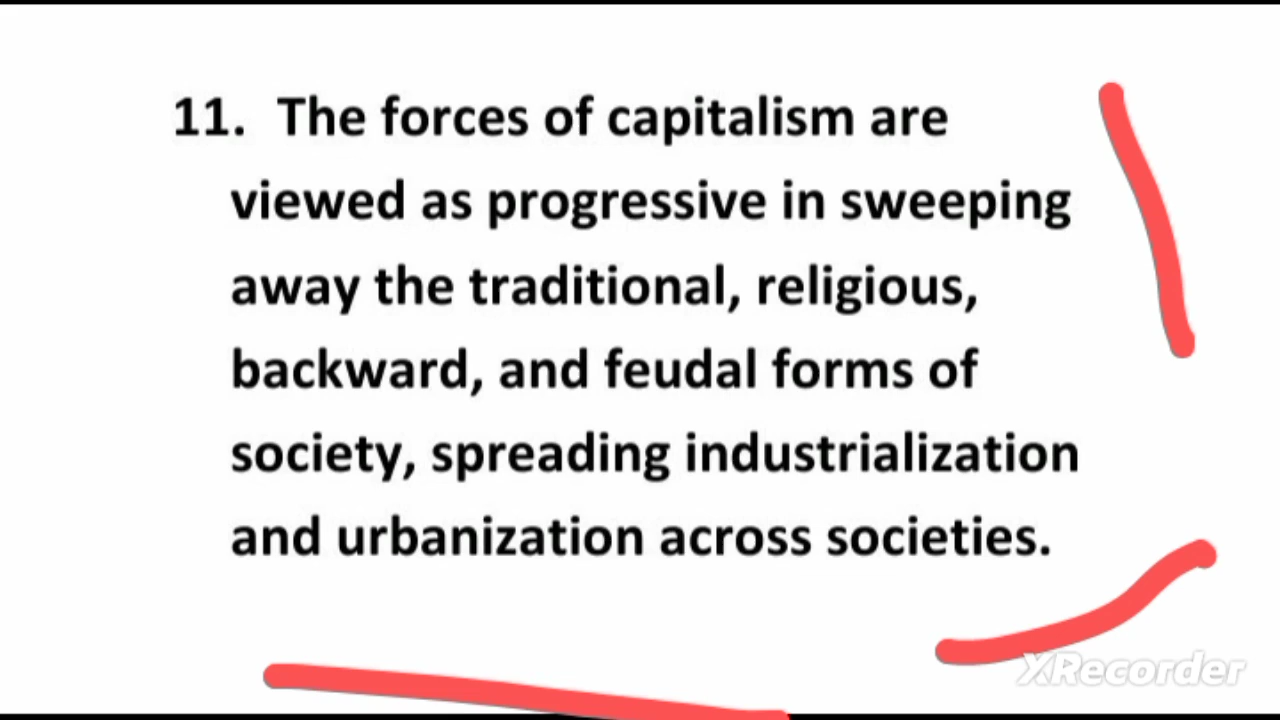 11. The forces of capitalism are
viewed as progressive in sweeping
away the traditional, religious,
backward, and feudal forms of
society, spreading industrialization
and urbanization across societies.
XRecorder